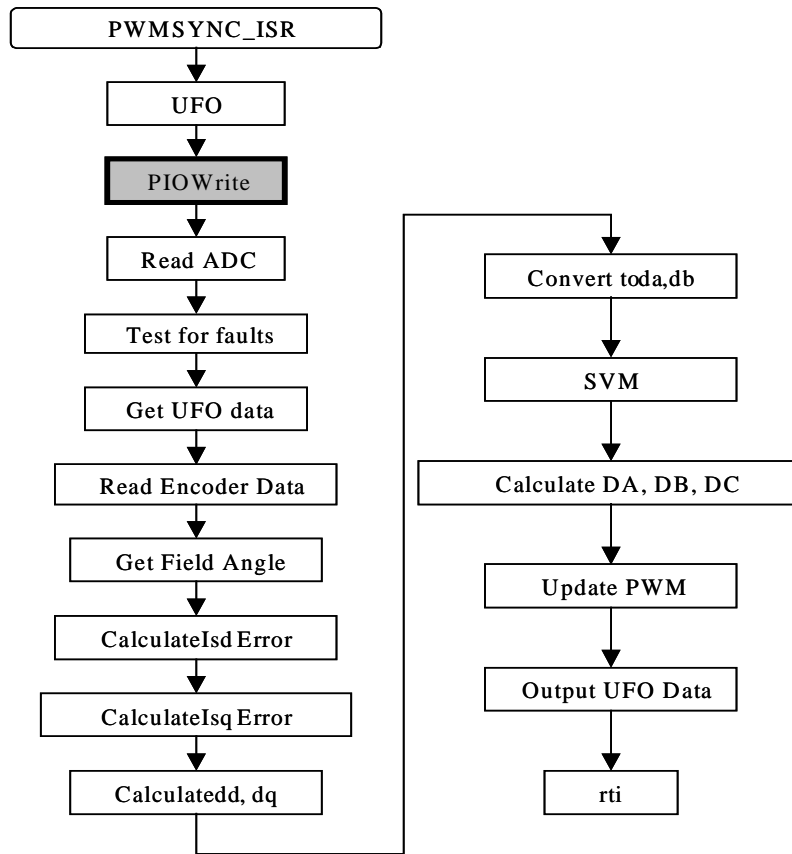 PWMSYNC_ISR
UFO
PIOWrite
Read ADC
Test for faults
Get UFO data
Read Encoder Data
Get Field Angle
CalculateIsd Error
CalculateIsq Error
Calculatedd, dq
Convert toda,db
SVM
Calculate DA, DB, DC
Update PWM
Output UFO Data
rti